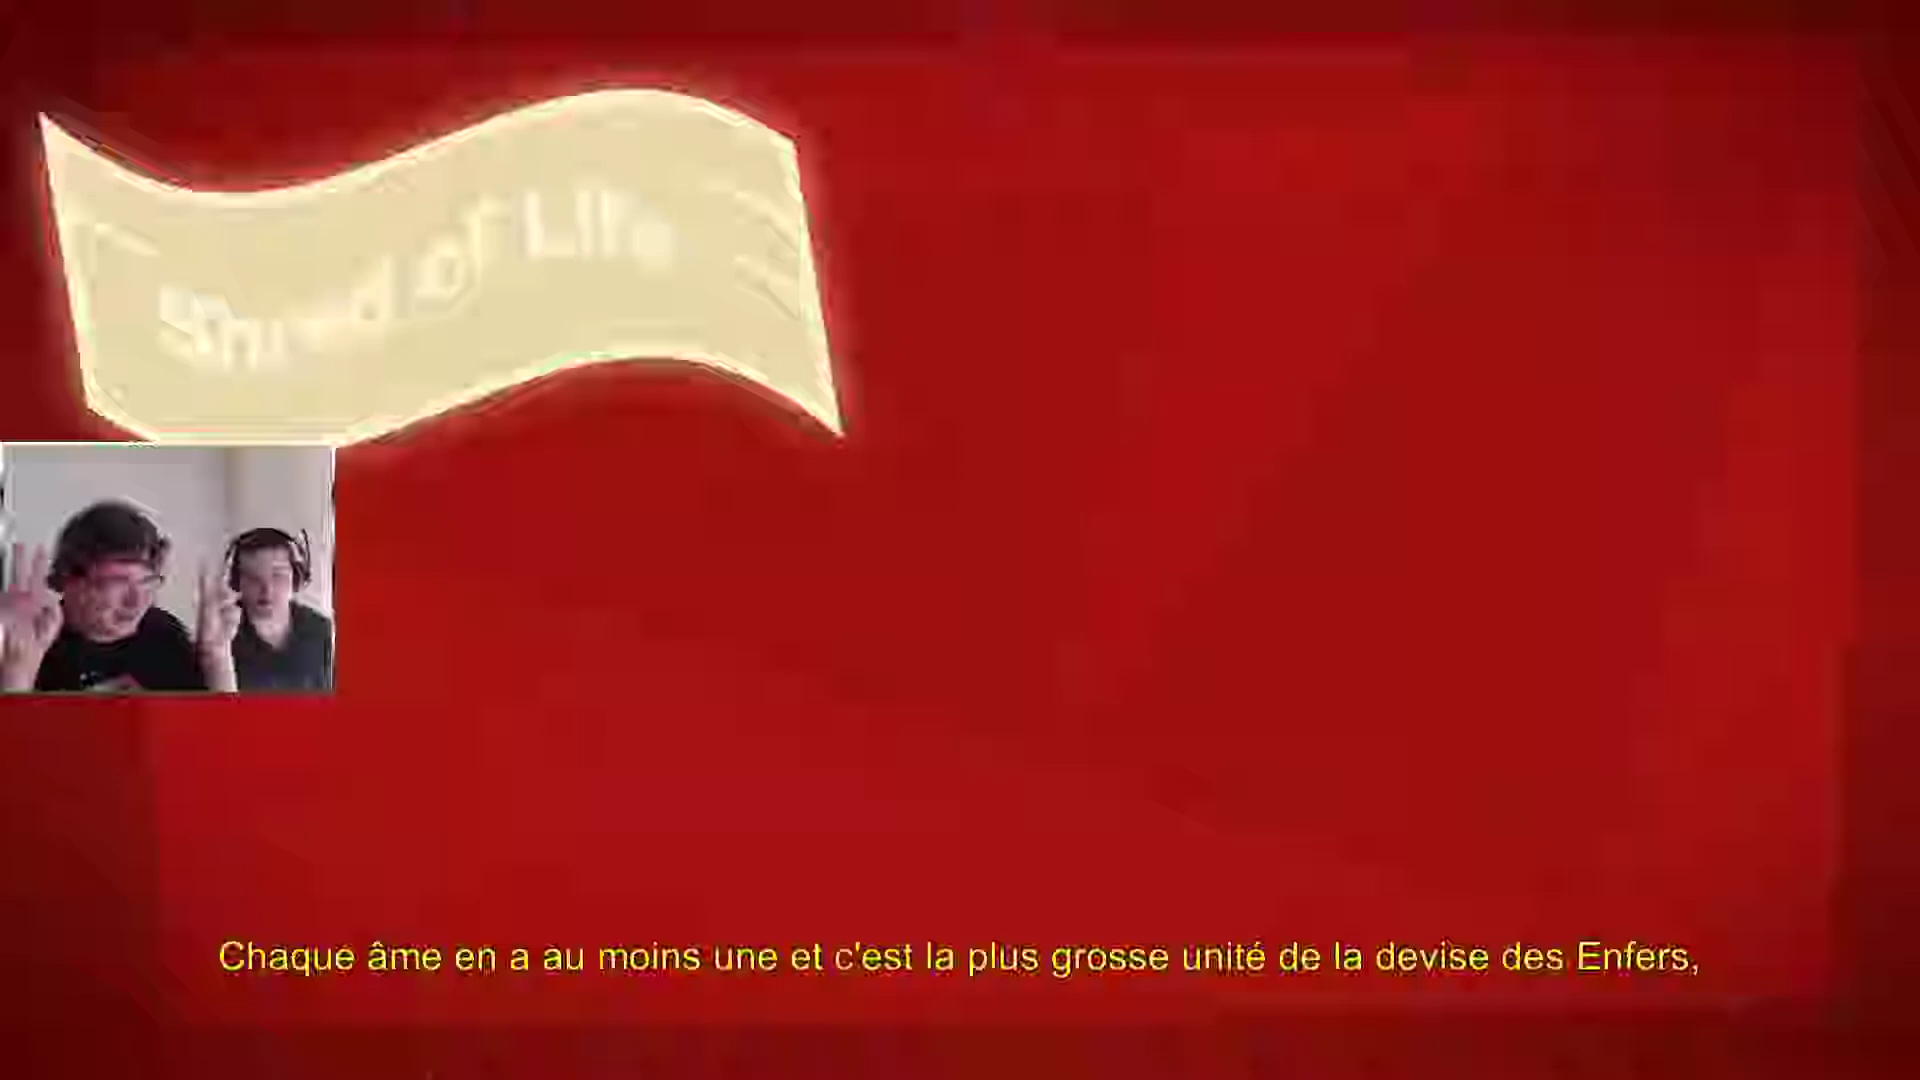 Shred of Life
Chaque âme en a au moins une et c'est la plus grosse unité de la devise des Enfers,